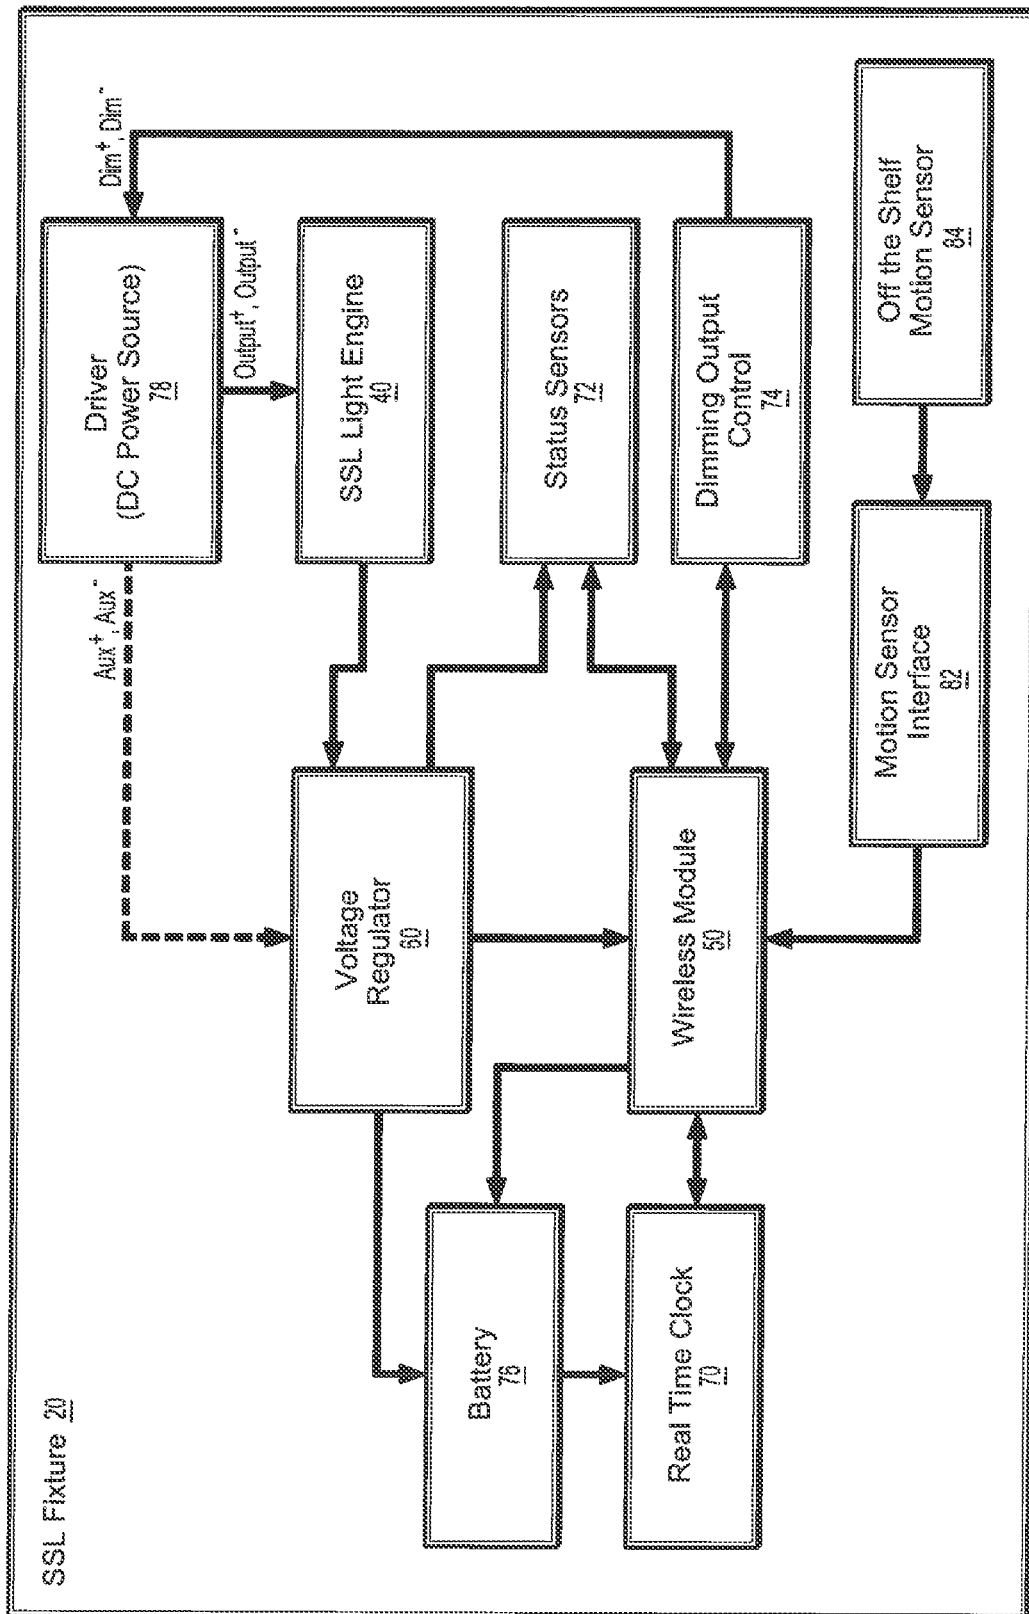 SSL Fixture 20
Driver
(DC Power Source)
78
Aux+, Aux-
Dim+, Dim-
Output+, Output-
SSL Light Engine
40
Voltage
Regulator
60
Battery
76
Status Sensors
72
Wireless Module
50
Real Time Clock
70
Dimming Output
Control
74
Motion Sensor
Interface
82
Off the Shelf
Motion Sensor
84